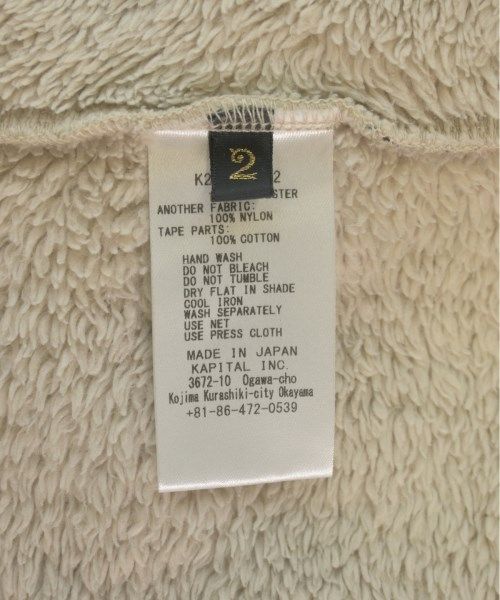 2
K2 2
ANOTHER FABRIC:
100% NYLON
TAPE PARTS:
100% COTTON
HAND WASH
DO NOT BLEACH
DO NOT TUMBLE
DRY FLAT IN SHADE
COOL IRON
WASH SEPARATELY
USE NET
USE PRESS CLOTH
MADE IN JAPAN
KAPITAL INC.
3672-10 Ogawa-cho
Kojima Kurashiki-city Okayama
+81-86-472-0539